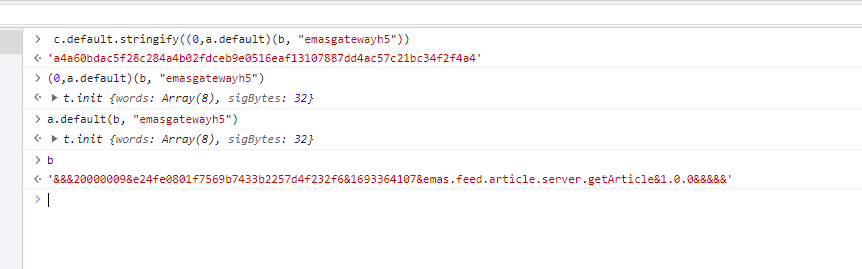 > c.default.stringify((0,a.default)(b, "emasgatewayh5"))
< 'a4a60bdac5f28c284a4b02fdceb9e0516eaf13107887dd4ac57c21bc34f2f4a4'
> (0,a.default)(b, "emasgatewayh5")
< ▶ t.init {words: Array(8), sigBytes: 32}
> a.default(b, "emasgatewayh5")
< ▶ t.init {words: Array(8), sigBytes: 32}
> b
< '&&&20000009&e24fe0801f7569b7433b2257d4f232f6&1693364107&emas.feed.article.server.getArticle&1.0.0&&&&&'
>